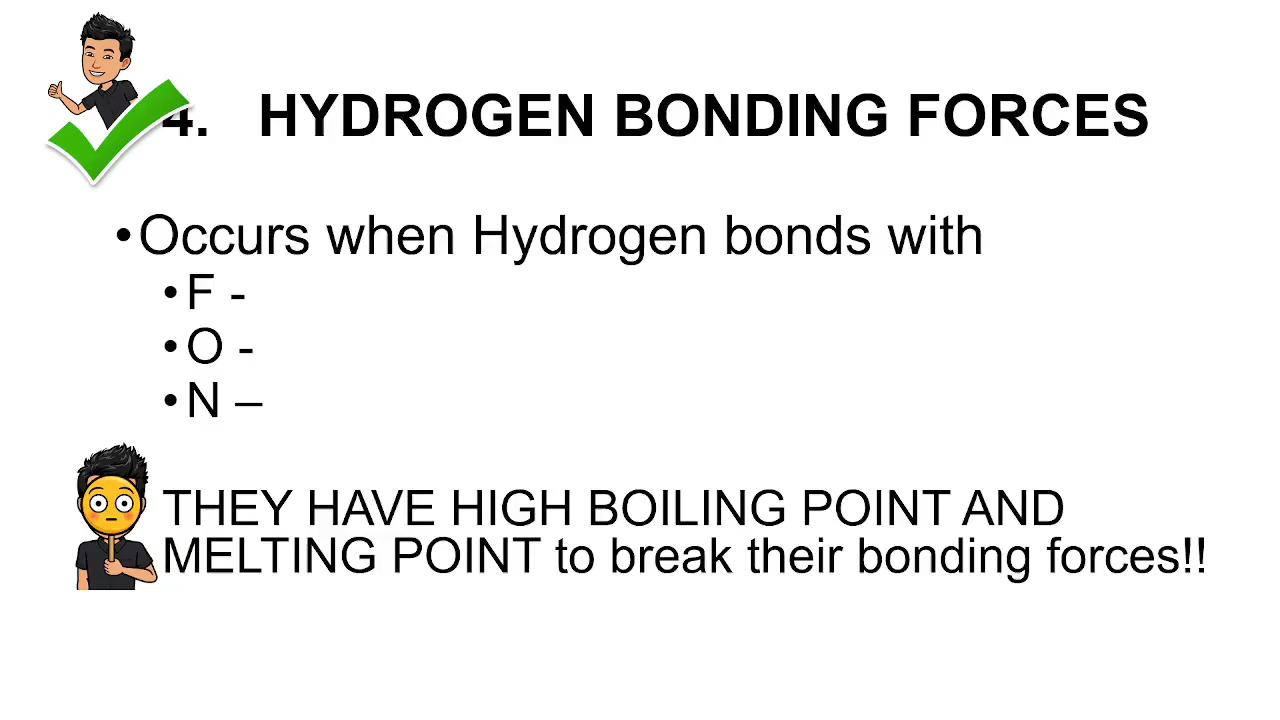 4. HYDROGEN BONDING FORCES
•Occurs when Hydrogen bonds with
•F -
•O -
•N –
THEY HAVE HIGH BOILING POINT AND
MELTING POINT to break their bonding forces!!